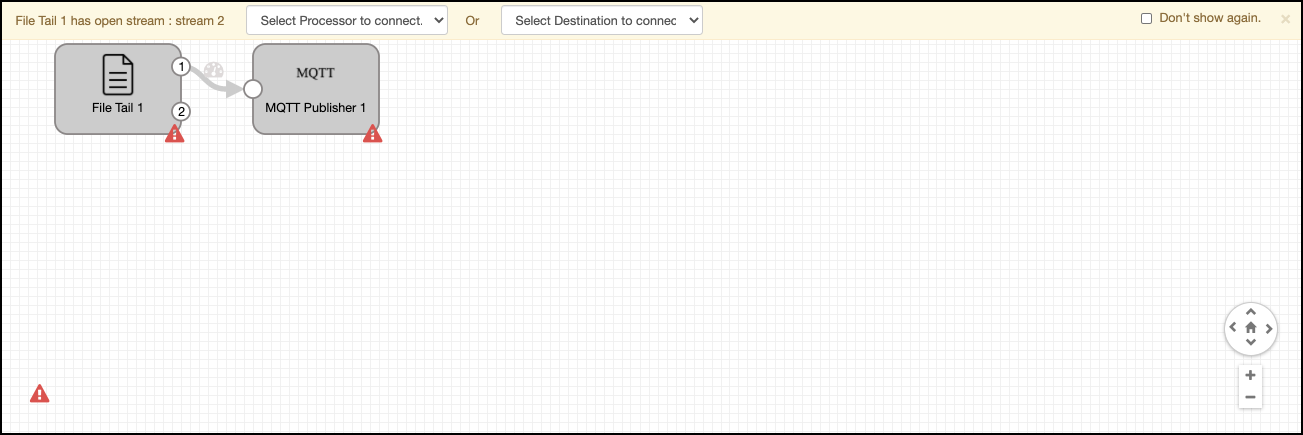 File Tail 1 has open stream : stream 2
Select Processor to connect.
Or
Select Destination to connec
Don't show again.
1
2
File Tail 1
MQTT
MQTT Publisher 1